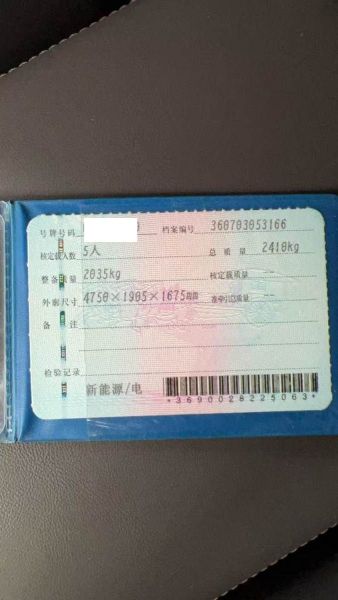 号牌号码 档案编号 360703053166
核定载人数 5人 总质量 2410kg
整备质量 2035kg 核定载质量 --
外廓尺寸 4750×1905×1675mm 准牵引总质量 --
备 注
检验记录
新能源/电
*3690028225063*